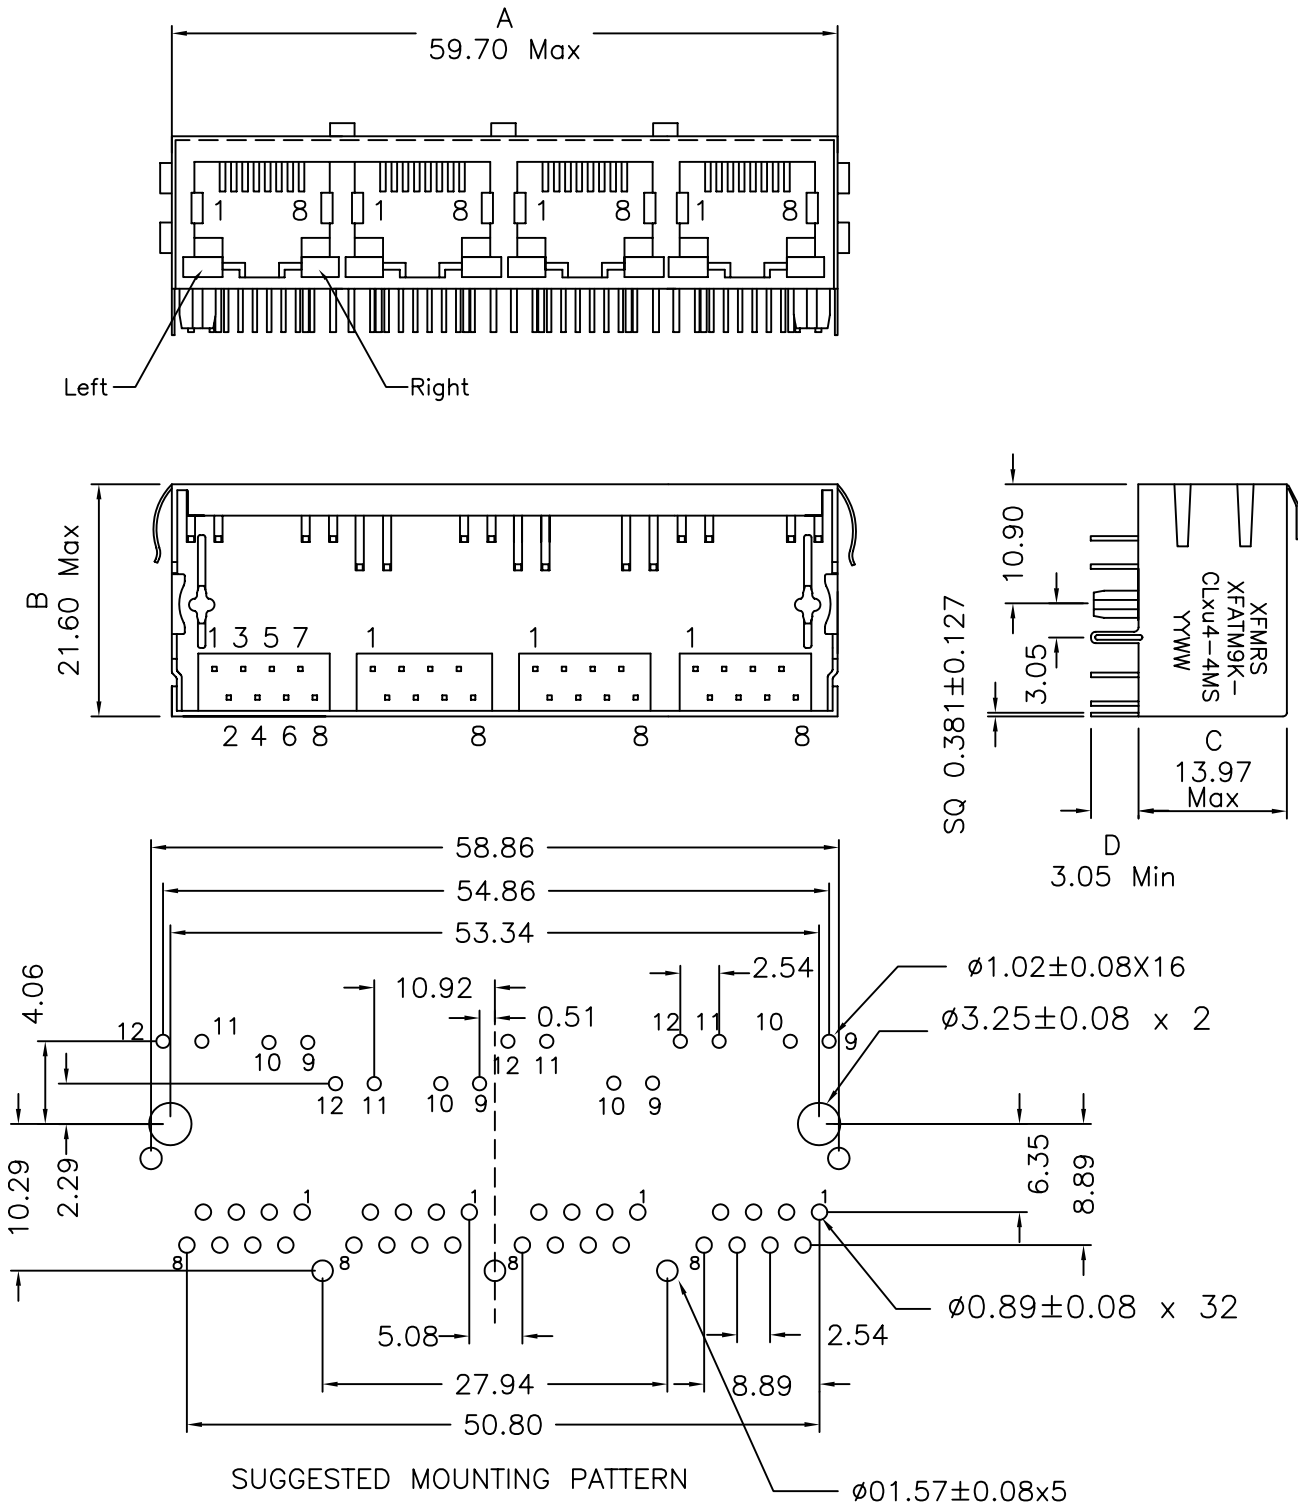 A
59.70 Max
1 8 1 8 1 8 1 8
Left
Right
B
21.60 Max
1 3 5 7 1 1 1
2 4 6 8 8 8 8
10.90
3.05
SQ 0.381±0.127
XFMRS
XFATM9K-
CLxu4-4MS
YYWW
C
13.97
Max
D
3.05 Min
58.86
54.86
53.34
10.92
2.54
0.51
4.06
10.29
2.29
12 11 10 9 12 11 12 11 10 9
12 11 10 9 10 9
ø1.02±0.08X16
ø3.25±0.08 x 2
6.35
8.89
1 1 1 1
8 8 8 8
ø0.89±0.08 x 32
5.08
2.54
27.94
8.89
50.80
SUGGESTED MOUNTING PATTERN
ø01.57±0.08x5